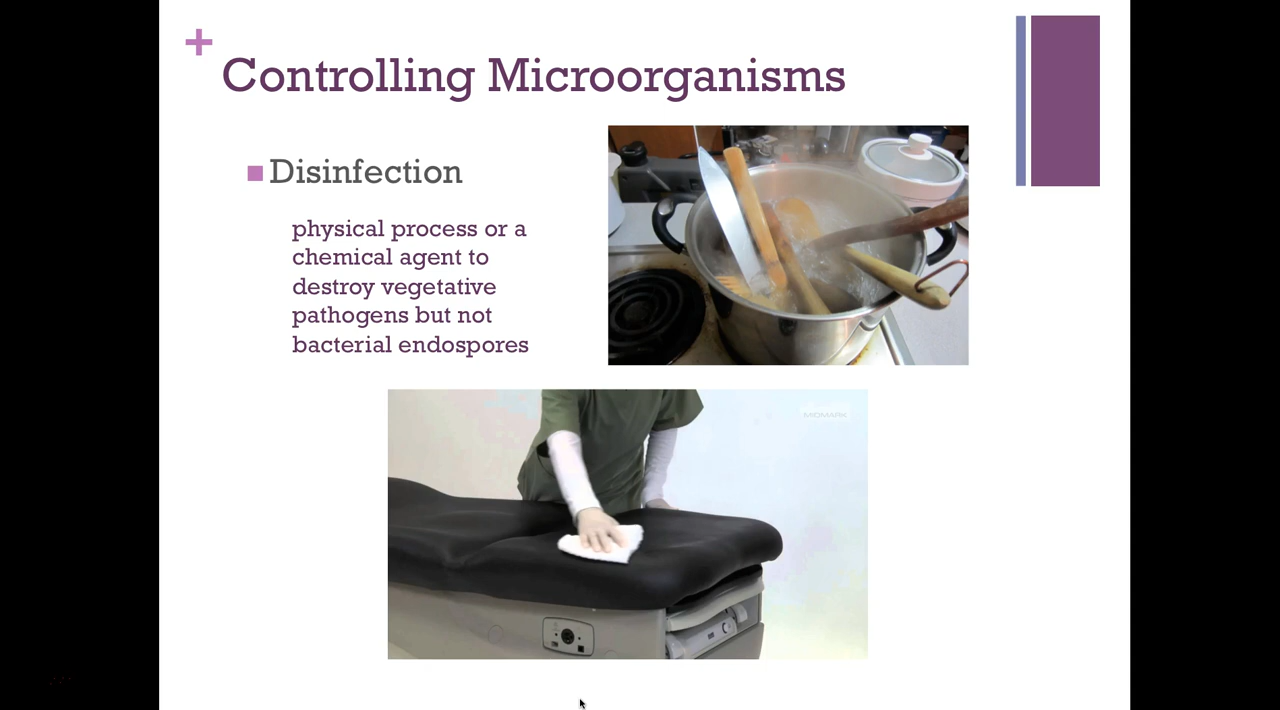 +
Controlling Microorganisms
Disinfection
physical process or a
chemical agent to
destroy vegetative
pathogens but not
bacterial endospores
MIDMARK